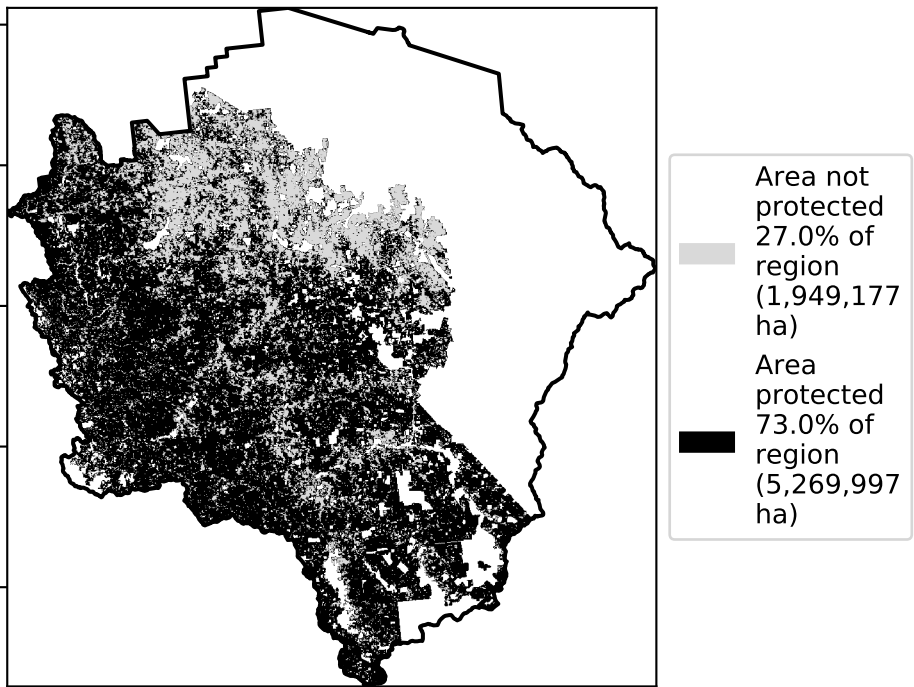 Area not
protected
27.0% of
region
(1,949,177
ha)
Area
protected
73.0% of
region
(5,269,997
ha)